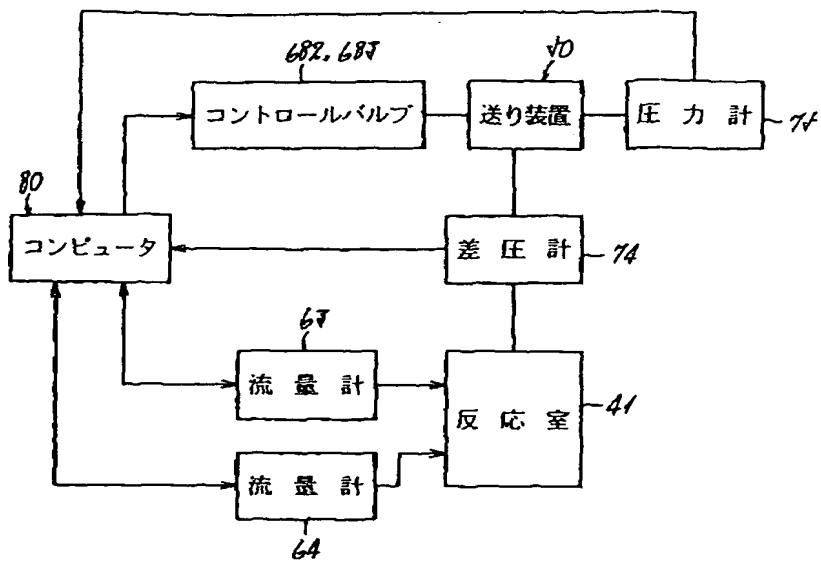 682, 683
50
コントロールバルブ
送り装置
圧力計
75
80
コンピュータ
差圧計
74
63
流量計
反応室
41
流量計
64